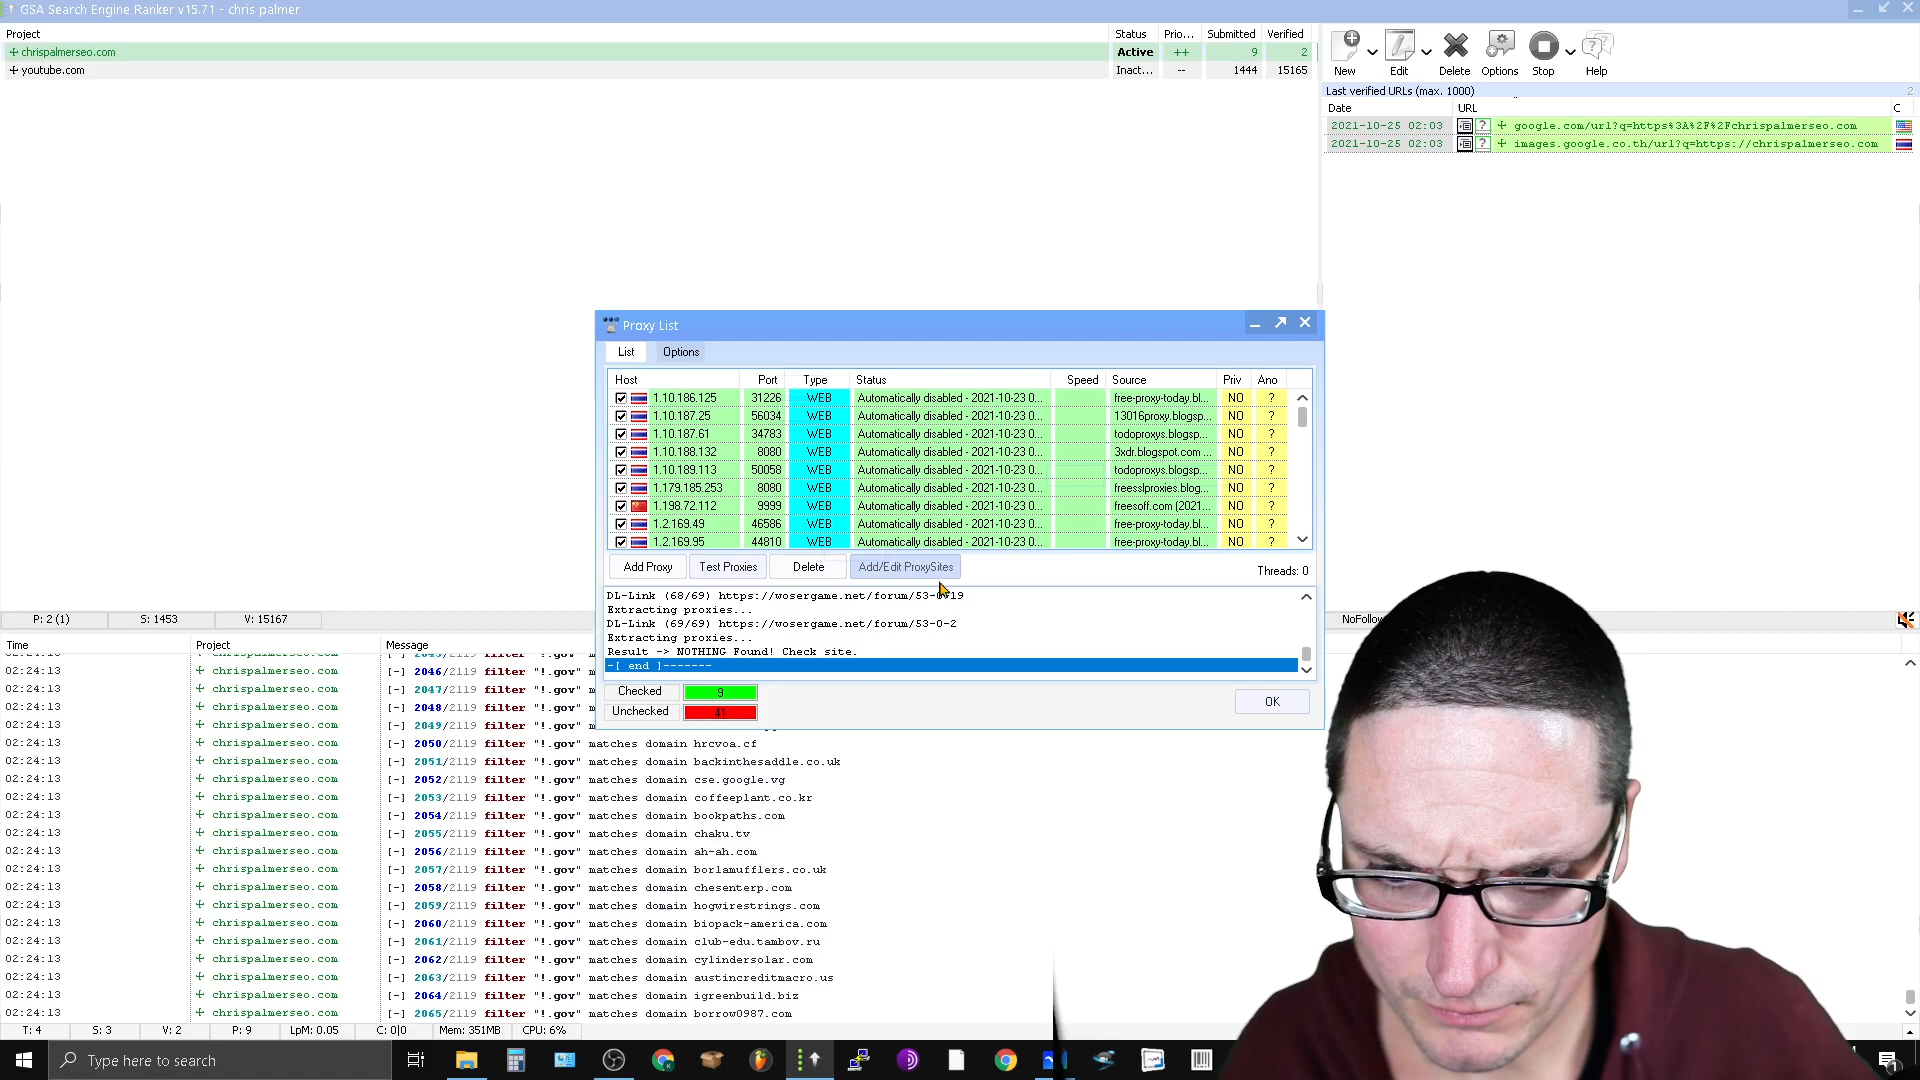 GSA Search Engine Ranker v15.71 - chris palmer
Project Status Prio... Submitted Verified
chrispalmerseo.com Active ++ 9 2
youtube.com Inact... -- 1444 15165
New Edit Delete Options Stop Help
Last verified URLs (max. 1000) 2
Date URL C
2021-10-25 02:03 ? google.com/url?q=https%3A%2F%2Fchrispalmerseo.com
2021-10-25 02:03 ? images.google.co.th/url?q=https://chrispalmerseo.com
Proxy List
List Options
Host Port Type Status Speed Source Priv Ano
1.10.186.125 31226 WEB Automatically disabled - 2021-10-23 0... free-proxy-today.bl... NO ?
1.10.187.25 56034 WEB Automatically disabled - 2021-10-23 0... 13016proxy.blogsp... NO ?
1.10.187.61 34783 WEB Automatically disabled - 2021-10-23 0... todoproxys.blogsp... NO ?
1.10.188.132 8080 WEB Automatically disabled - 2021-10-23 0... 3xdr.blogspot.com ... NO ?
1.10.189.113 50058 WEB Automatically disabled - 2021-10-23 0... todoproxys.blogsp... NO ?
1.179.185.253 8080 WEB Automatically disabled - 2021-10-23 0... freesslproxies.blog... NO ?
1.198.72.112 9999 WEB Automatically disabled - 2021-10-23 0... freesoff.com [2021... NO ?
1.2.169.49 46586 WEB Automatically disabled - 2021-10-23 0... free-proxy-today.bl... NO ?
1.2.169.95 44810 WEB Automatically disabled - 2021-10-23 0... free-proxy-today.bl... NO ?
Add Proxy Test Proxies Delete Add/Edit ProxySites Threads: 0
DL-Link (68/69) https://wosergame.net/forum/53-0-19
Extracting proxies...
DL-Link (69/69) https://wosergame.net/forum/53-0-2
Extracting proxies...
Result -> NOTHING Found! Check site.
-[ end ]-------
Checked 9
Unchecked 41
OK
P: 2 (1) S: 1453 V: 15167 NoFollow
Time Project Message
02:24:13 chrispalmerseo.com [-] 2046/2119 filter "!.gov"
02:24:13 chrispalmerseo.com [-] 2047/2119 filter "!.gov"
02:24:13 chrispalmerseo.com [-] 2048/2119 filter "!.gov"
02:24:13 chrispalmerseo.com [-] 2049/2119 filter "!.gov"
02:24:13 chrispalmerseo.com [-] 2050/2119 filter "!.gov" matches domain hrcvoa.cf
02:24:13 chrispalmerseo.com [-] 2051/2119 filter "!.gov" matches domain backinthesaddle.co.uk
02:24:13 chrispalmerseo.com [-] 2052/2119 filter "!.gov" matches domain cse.google.vg
02:24:13 chrispalmerseo.com [-] 2053/2119 filter "!.gov" matches domain coffeeplant.co.kr
02:24:13 chrispalmerseo.com [-] 2054/2119 filter "!.gov" matches domain bookpaths.com
02:24:13 chrispalmerseo.com [-] 2055/2119 filter "!.gov" matches domain chaku.tv
02:24:13 chrispalmerseo.com [-] 2056/2119 filter "!.gov" matches domain ah-ah.com
02:24:13 chrispalmerseo.com [-] 2057/2119 filter "!.gov" matches domain borlamufflers.co.uk
02:24:13 chrispalmerseo.com [-] 2058/2119 filter "!.gov" matches domain chesenterp.com
02:24:13 chrispalmerseo.com [-] 2059/2119 filter "!.gov" matches domain hogwirestrings.com
02:24:13 chrispalmerseo.com [-] 2060/2119 filter "!.gov" matches domain biopack-america.com
02:24:13 chrispalmerseo.com [-] 2061/2119 filter "!.gov" matches domain club-edu.tambov.ru
02:24:13 chrispalmerseo.com [-] 2062/2119 filter "!.gov" matches domain cylindersolar.com
02:24:13 chrispalmerseo.com [-] 2063/2119 filter "!.gov" matches domain austincreditmacro.us
02:24:13 chrispalmerseo.com [-] 2064/2119 filter "!.gov" matches domain igreenbuild.biz
02:24:13 chrispalmerseo.com [-] 2065/2119 filter "!.gov" matches domain borrow0987.com
T: 4 S: 3 V: 2 P: 9 LpM: 0.05 C: 0|0 Mem: 351MB CPU: 6%
Type here to search